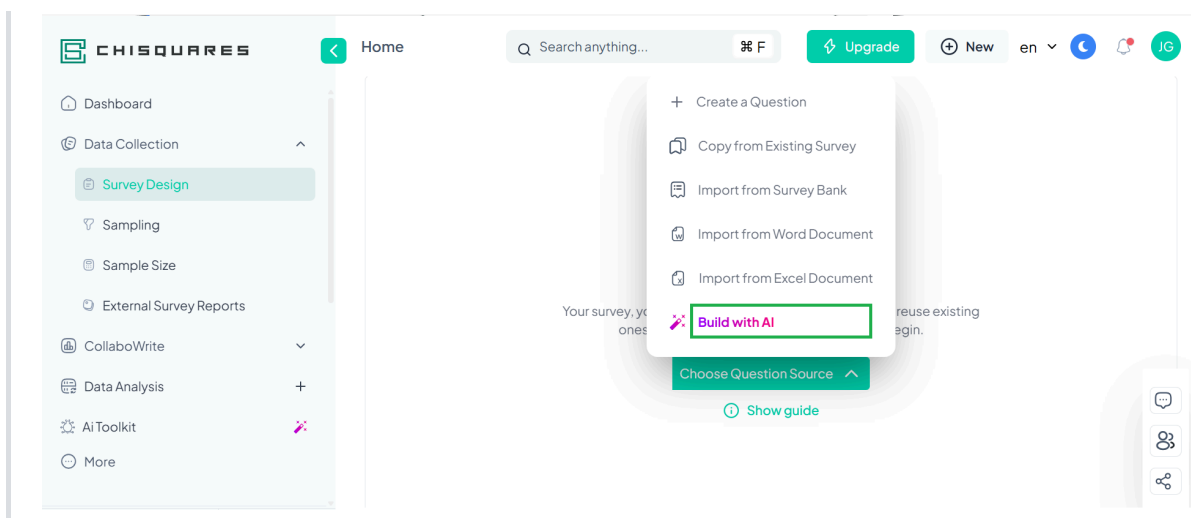 CHISQUARES
Home
Search anything...
⌘ F
Upgrade
New
en
JG
Dashboard
Data Collection
Survey Design
Sampling
Sample Size
External Survey Reports
CollaboWrite
Data Analysis
Ai Toolkit
More
Create a Question
Copy from Existing Survey
Import from Survey Bank
Import from Word Document
Import from Excel Document
Build with AI
Your survey, reuse existing
ones
Choose Question Source
Show guide